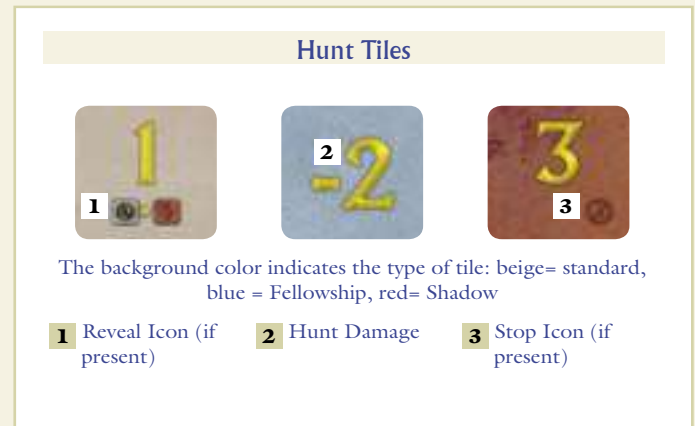 Hunt Tiles
1
-2
3
1
2
3
The background color indicates the type of tile: beige= standard,
blue = Fellowship, red= Shadow
1 Reveal Icon (if
present)
2 Hunt Damage
3 Stop Icon (if
present)